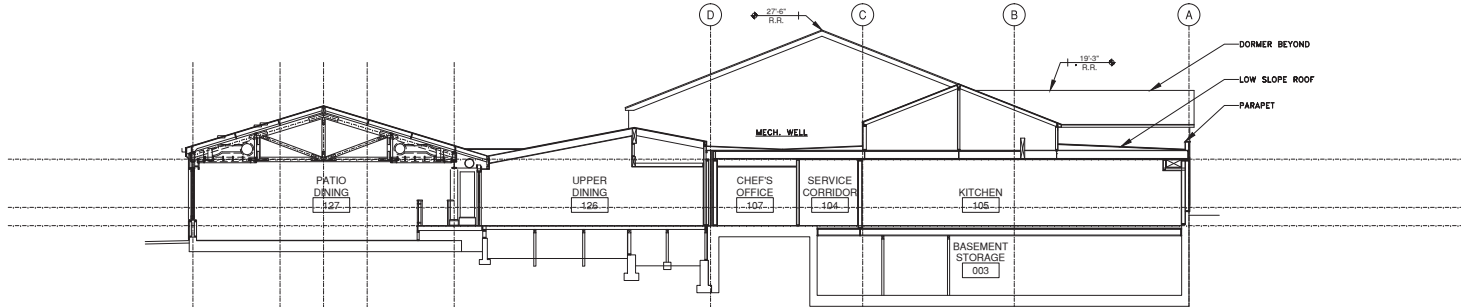 27'-6"
R.R.
D
C
B
A
19'-3"
R.R.
DORMER BEYOND
LOW SLOPE ROOF
PARAPET
MECH. WELL
PATIO
DINING
127
UPPER
DINING
126
CHEF'S
OFFICE
107
SERVICE
CORRIDOR
104
KITCHEN
105
BASEMENT
STORAGE
003